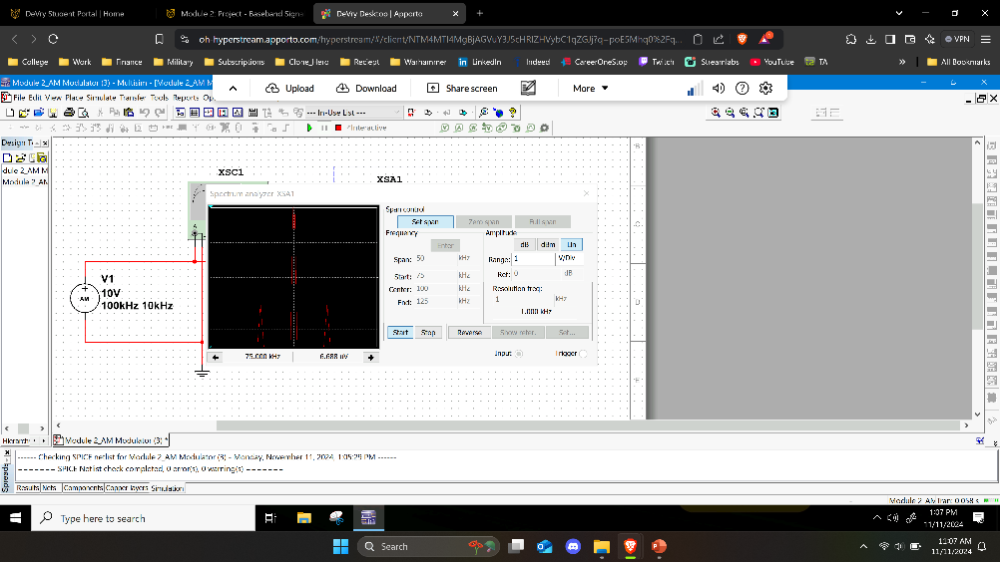 DeVry Student Portal | Home
Module 2: Project - Baseband Signa
DeVry Desktop | Apporto
oh-hyperstream.apporto.com/hyperstream/#/client/NTM4MTI4MgBjAGVuY3J5cHRIZHVybC1qZGJj?q=poE5Mhq0%2Fq...
VPN
College
Work
Finance
Military
Subscriptions
Clone_Hero
Reciept
Warhammer
LinkedIn
Indeed
CareerOneStop
Twitch
Streamlabs
YouTube
TA
All Bookmarks
Module 2_AM Modulator (3) - Multisim - [Module 2_A
Upload
Download
Share screen
More
File Edit View Place Simulate Transfer Tools Reports Op
--- In-Use List ---
Interactive
Design To
dule 2_AM
Module 2_AM
XSC1
XSA1
A
V1
AM
10V
100kHz 10kHz
Spectrum analyzer-XSA1
Span control
Set span
Zero span
Full span
Frequency
Amplitude
Enter
dB
dBm
Lin
Span: 50 kHz
Range: 1 V/Div
Start: 75 kHz
Ref: 0 dB
Center: 100 kHz
Resolution freq:
End: 125 kHz
1 kHz
1.000 kHz
Start
Stop
Reverse
Show refer.
Set...
75.000 kHz
6.688 uV
Input
Trigger
B
C
D
E
Hierarch
Module 2_AM Modulator (3) *
------ Checking SPICE netlist for Module 2_AM Modulator (3) - Monday, November 11, 2024, 1:05:29 PM ------
======= SPICE Netlist check completed, 0 error(s), 0 warning(s) =======
Spreads
Results
Nets
Components
Copper layers
Simulation
Module 2_AM Tran: 0.058 s
Type here to search
1:07 PM
11/11/2024
Search
11:07 AM
11/11/2024